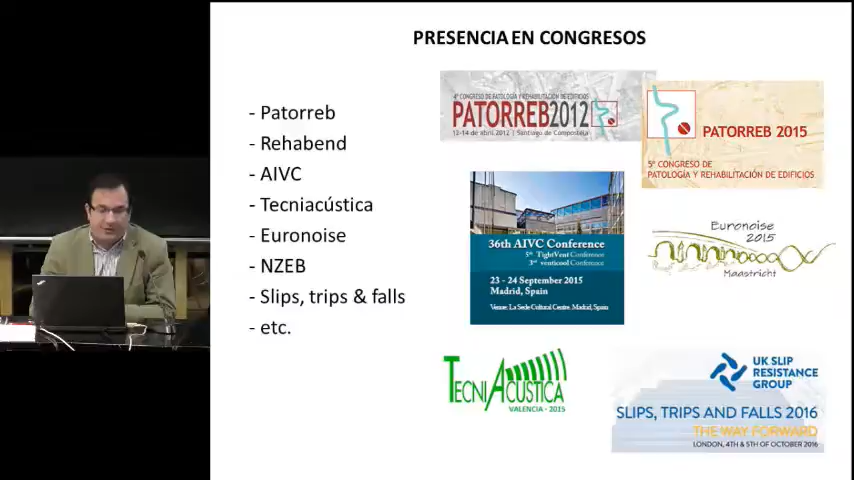 PRESENCIA EN CONGRESOS
- Patorreb
- Rehabend
- AIVC
- Tecniacústica
- Euronoise
- NZEB
- Slips, trips & falls
- etc.
4º CONGRESO DE PATOLOGÍA Y REHABILITACIÓN DE EDIFICIOS
PATORREB2012
12-14 de abril 2012 | Santiago de Compostela
PATORREB 2015
5º CONGRESO DE
PATOLOGÍA Y REHABILITACIÓN DE EDIFICIOS
36th AIVC Conference
5th TightVent Conference
3rd venticool Conference
23 - 24 September 2015
Madrid, Spain
Venue: La Sede Cultural Centre, Madrid, Spain
Euronoise
2015
Maastricht
TECNIACUSTICA
VALENCIA - 2015
UK SLIP
RESISTANCE
GROUP
SLIPS, TRIPS AND FALLS 2016
THE WAY FORWARD
LONDON, 4TH & 5TH OF OCTOBER 2016